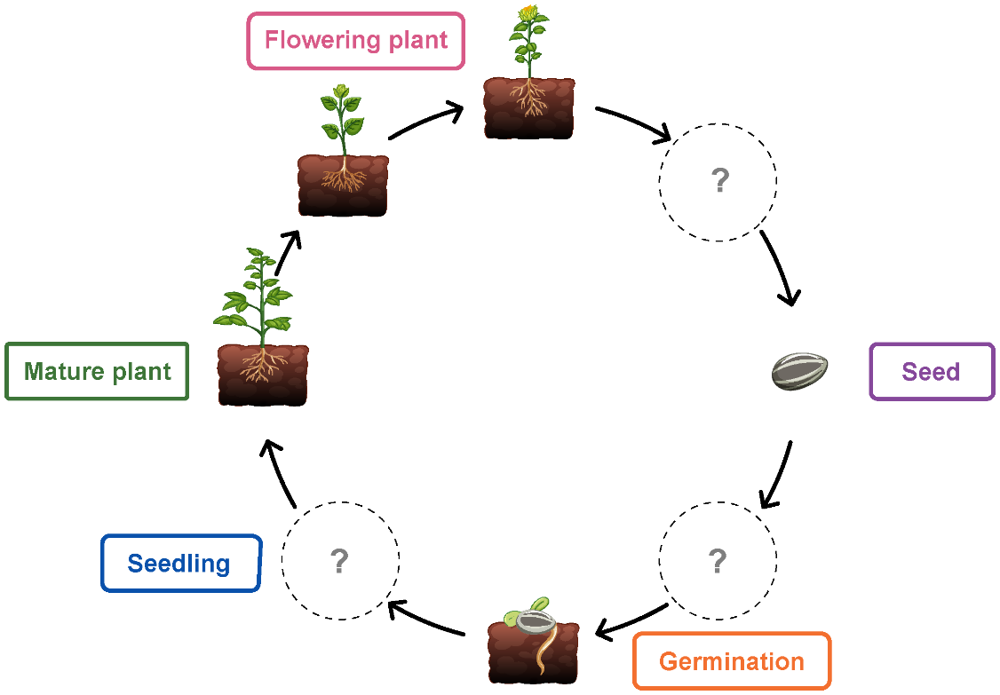 Flowering plant
?
Mature plant
Seed
Seedling
?
?
Germination